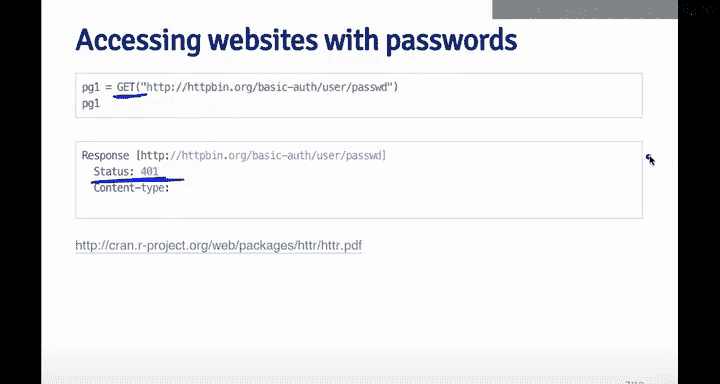 Accessing websites with passwords
pg1 = GET("http://httpbin.org/basic-auth/user/passwd")
pg1
Response [http://httpbin.org/basic-auth/user/passwd]
Status: 401
Content-type:
http://cran.r-project.org/web/packages/httr/httr.pdf